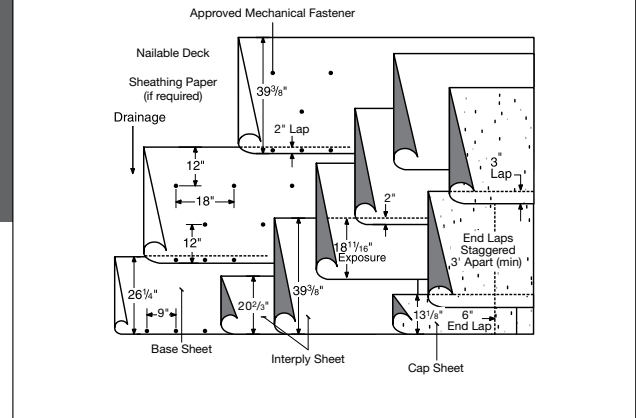 Approved Mechanical Fastener
Nailable Deck
Sheathing Paper
(if required)
Drainage
39³/₈"
2" Lap
12"
18"
12"
3"
Lap
2"
18¹¹/₁₆"
Exposure
End Laps
Staggered
3' Apart (min)
26¹/₄"
9"
20²/₃"
39³/₈"
13¹/₈"
6"
End Lap
Base Sheet
Interply Sheet
Cap Sheet